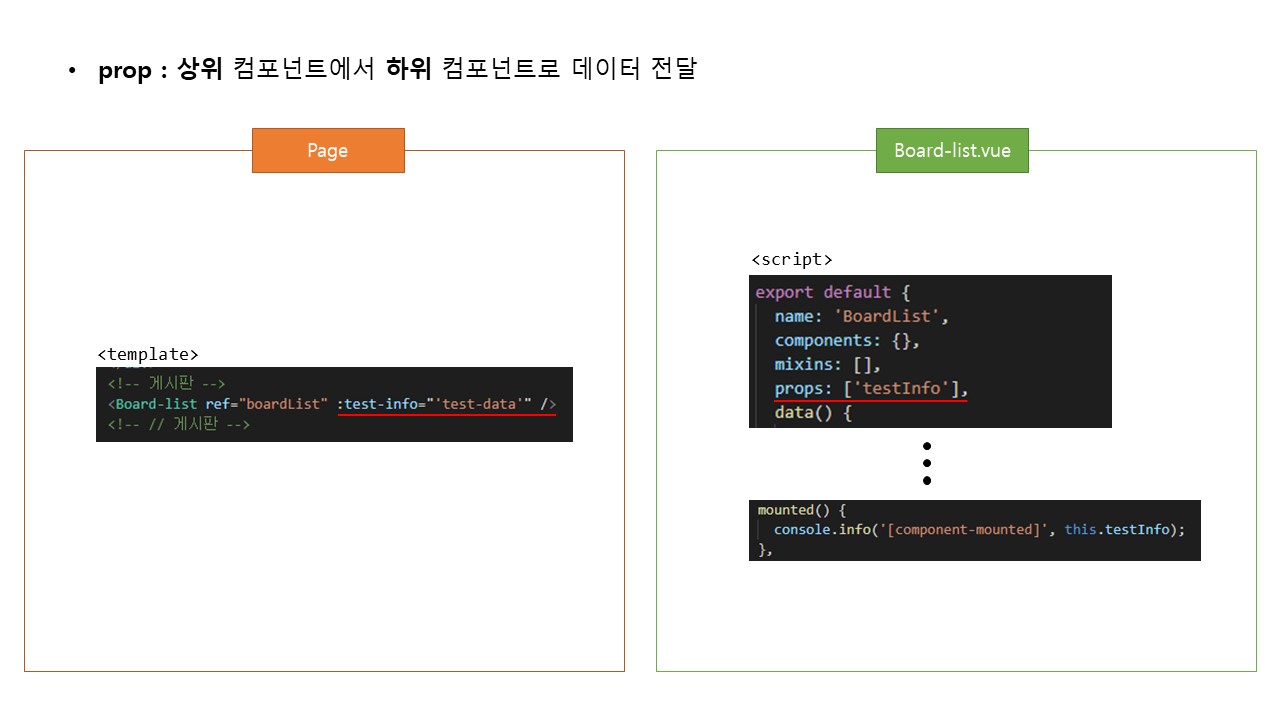 • prop : 상위 컴포넌트에서 하위 컴포넌트로 데이터 전달
Page
<template>
<!-- 게시판 -->
<Board-list ref="boardList" :test-info="'test-data'" />
<!-- // 게시판 -->
Board-list.vue
<script>
export default {
name: 'BoardList',
components: {},
mixins: [],
props: ['testInfo'],
data() {
mounted() {
console.info('[component-mounted]', this.testInfo);
},